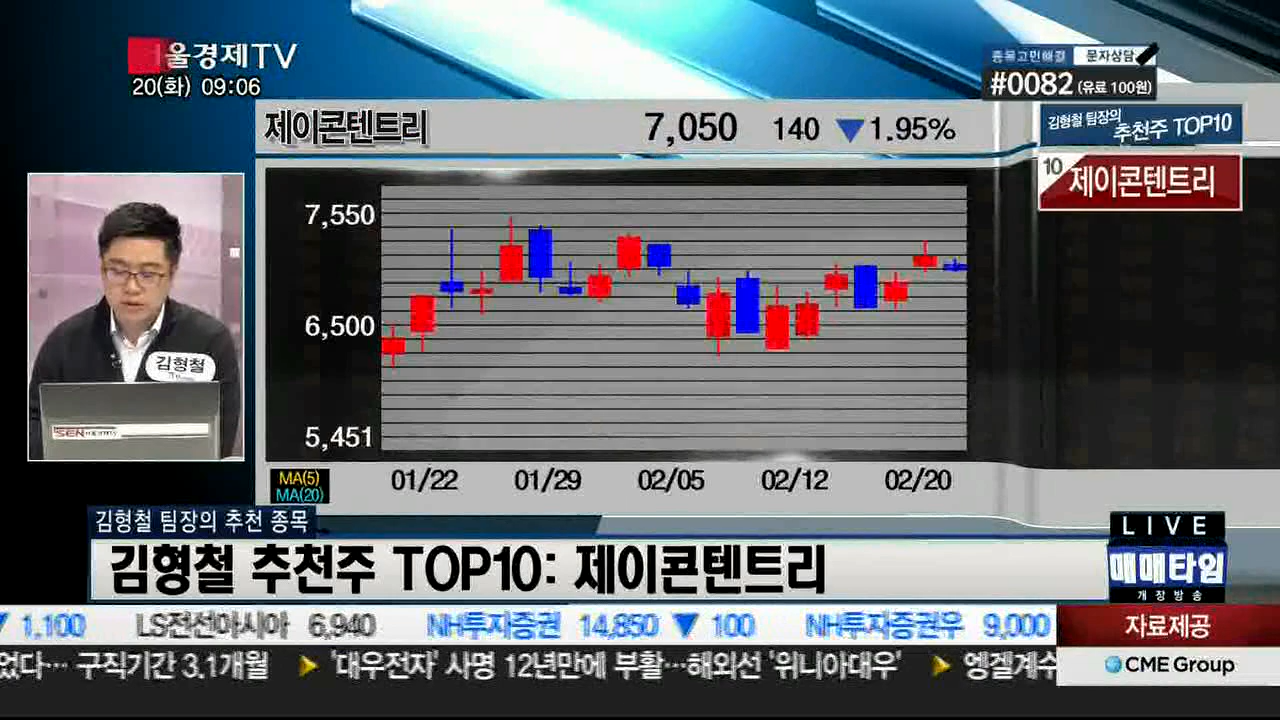 울경제TV
20(화) 09:06
종목고민해결 문자상담
#0082 (유료 100원)
제이콘텐트리 7,050 140 ▼1.95%
김형철 팀장의
추천주 TOP10
10 제이콘텐트리
7,550
6,500
5,451
MA(5)
MA(20)
01/22 01/29 02/05 02/12 02/20
김형철
SEN
김형철 팀장의 추천 종목
김형철 추천주 TOP10: 제이콘텐트리
LIVE
매매타임
개장방송
▼ 1,100 LS전선아시아 6,940 NH투자증권 14,850 ▼ 100 NH투자증권우 9,000
자료제공
었다… 구직기간 3.1개월 ▶ '대우전자' 사명 12년만에 부활…해외선 '위니아대우' ▶ 엥겔계수
CME Group